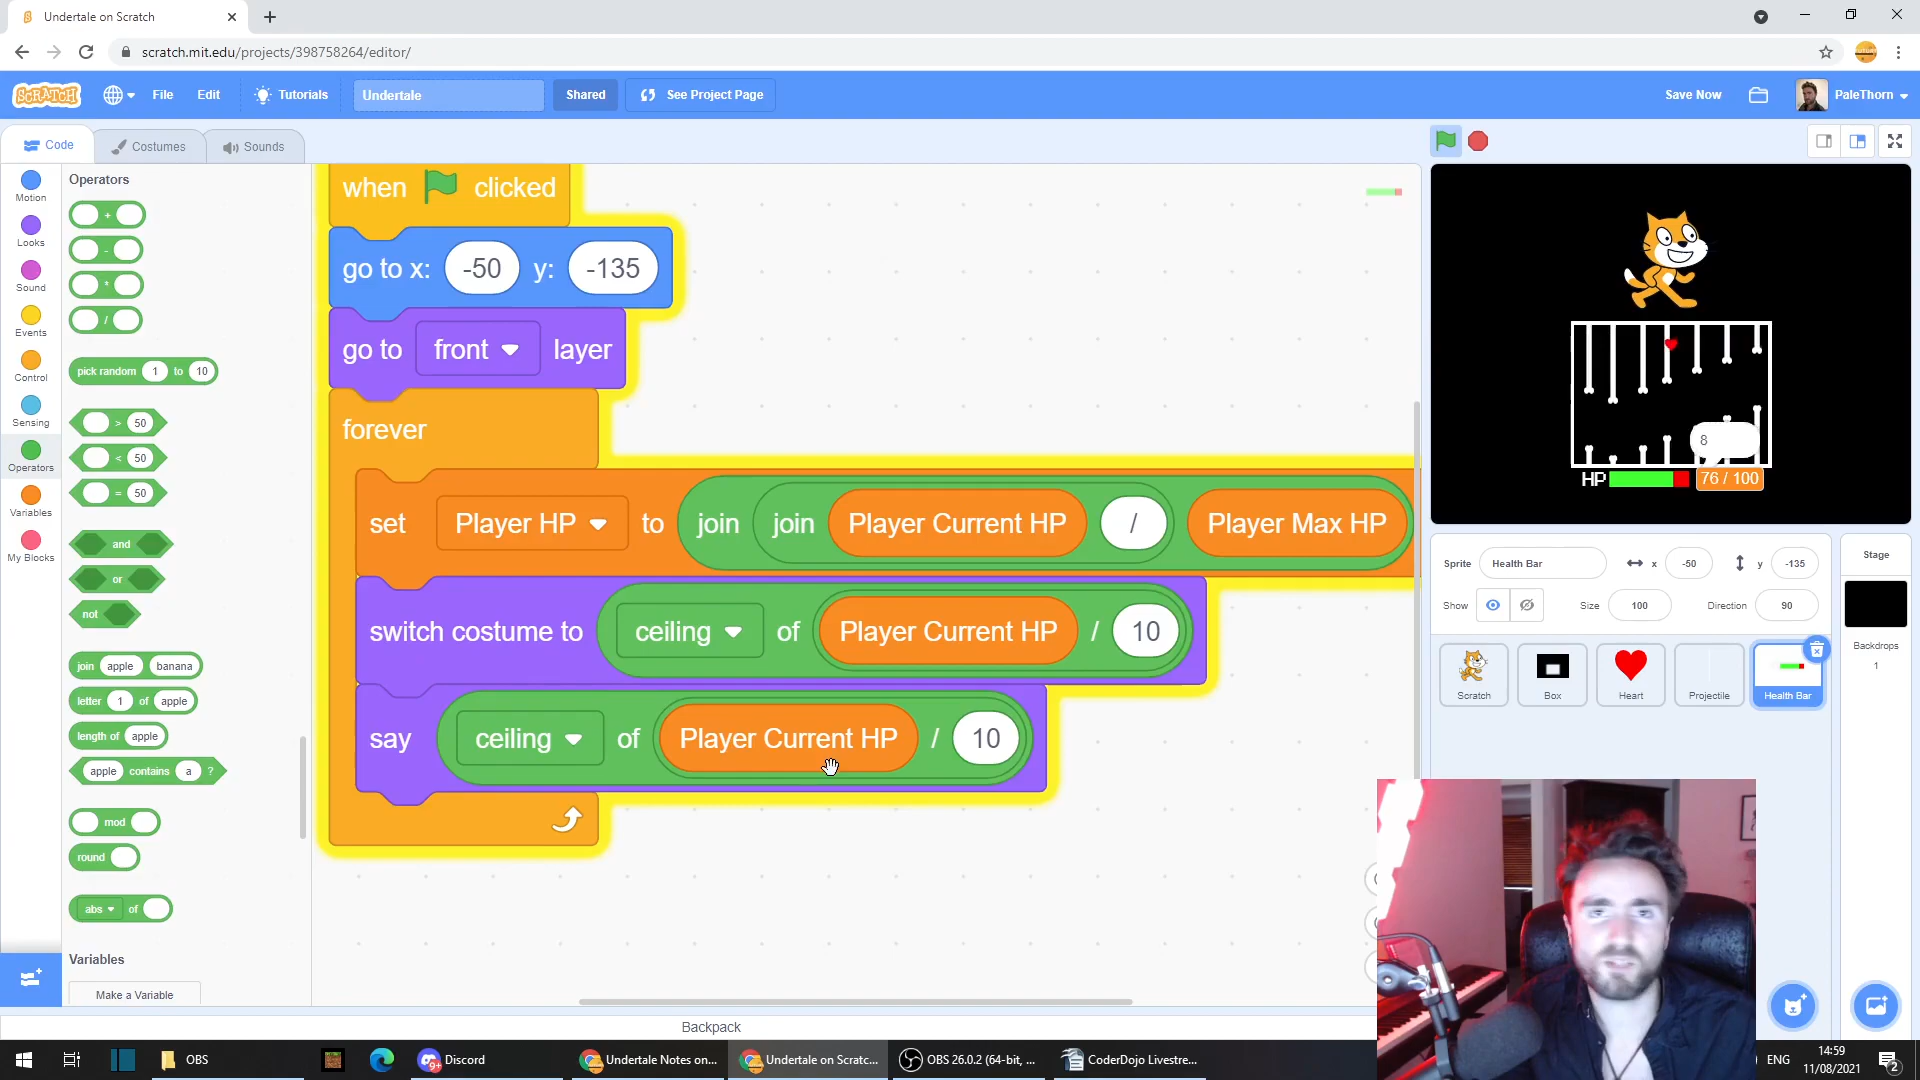 Undertale on Scratch
scratch.mit.edu/projects/398758264/editor/
SCRATCH
File
Edit
Tutorials
Undertale
Shared
See Project Page
Save Now
PaleThorn
Code
Costumes
Sounds
Motion
Looks
Sound
Events
Control
Sensing
Operators
Variables
My Blocks
Operators
+
-
*
/
pick random 1 to 10
> 50
< 50
= 50
and
or
not
join apple banana
letter 1 of apple
length of apple
apple contains a ?
mod
round
abs of
Variables
Make a Variable
when clicked
go to x: -50 y: -135
go to front layer
forever
set Player HP to join join Player Current HP / Player Max HP
switch costume to ceiling of Player Current HP / 10
say ceiling of Player Current HP / 10
8
HP
76 / 100
Sprite Health Bar x -50 y -135
Show Size 100 Direction 90
Scratch
Box
Heart
Projectile
Health Bar
Stage
Backdrops
1
Backpack
OBS
9+
Discord
Undertale Notes on...
Undertale on Scratc...
OBS 26.0.2 (64-bit, ...
CoderDojo Livestre...
ENG
14:59
11/08/2021
2